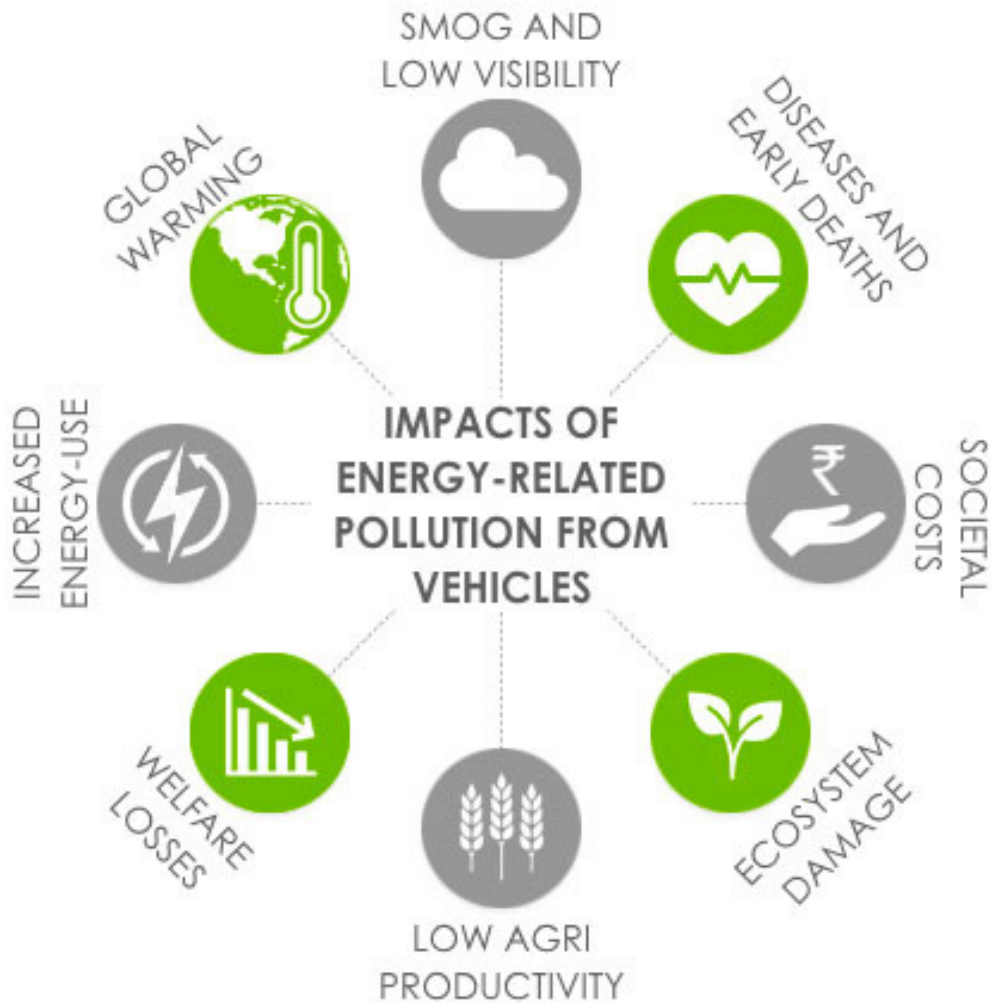 SMOG AND
LOW VISIBILITY
DISEASES AND
EARLY DEATHS
SOCIETAL
COSTS
ECOSYSTEM
DAMAGE
LOW AGRI
PRODUCTIVITY
WELFARE
LOSSES
INCREASED
ENERGY-USE
GLOBAL
WARMING
IMPACTS OF
ENERGY-RELATED
POLLUTION FROM
VEHICLES
₹